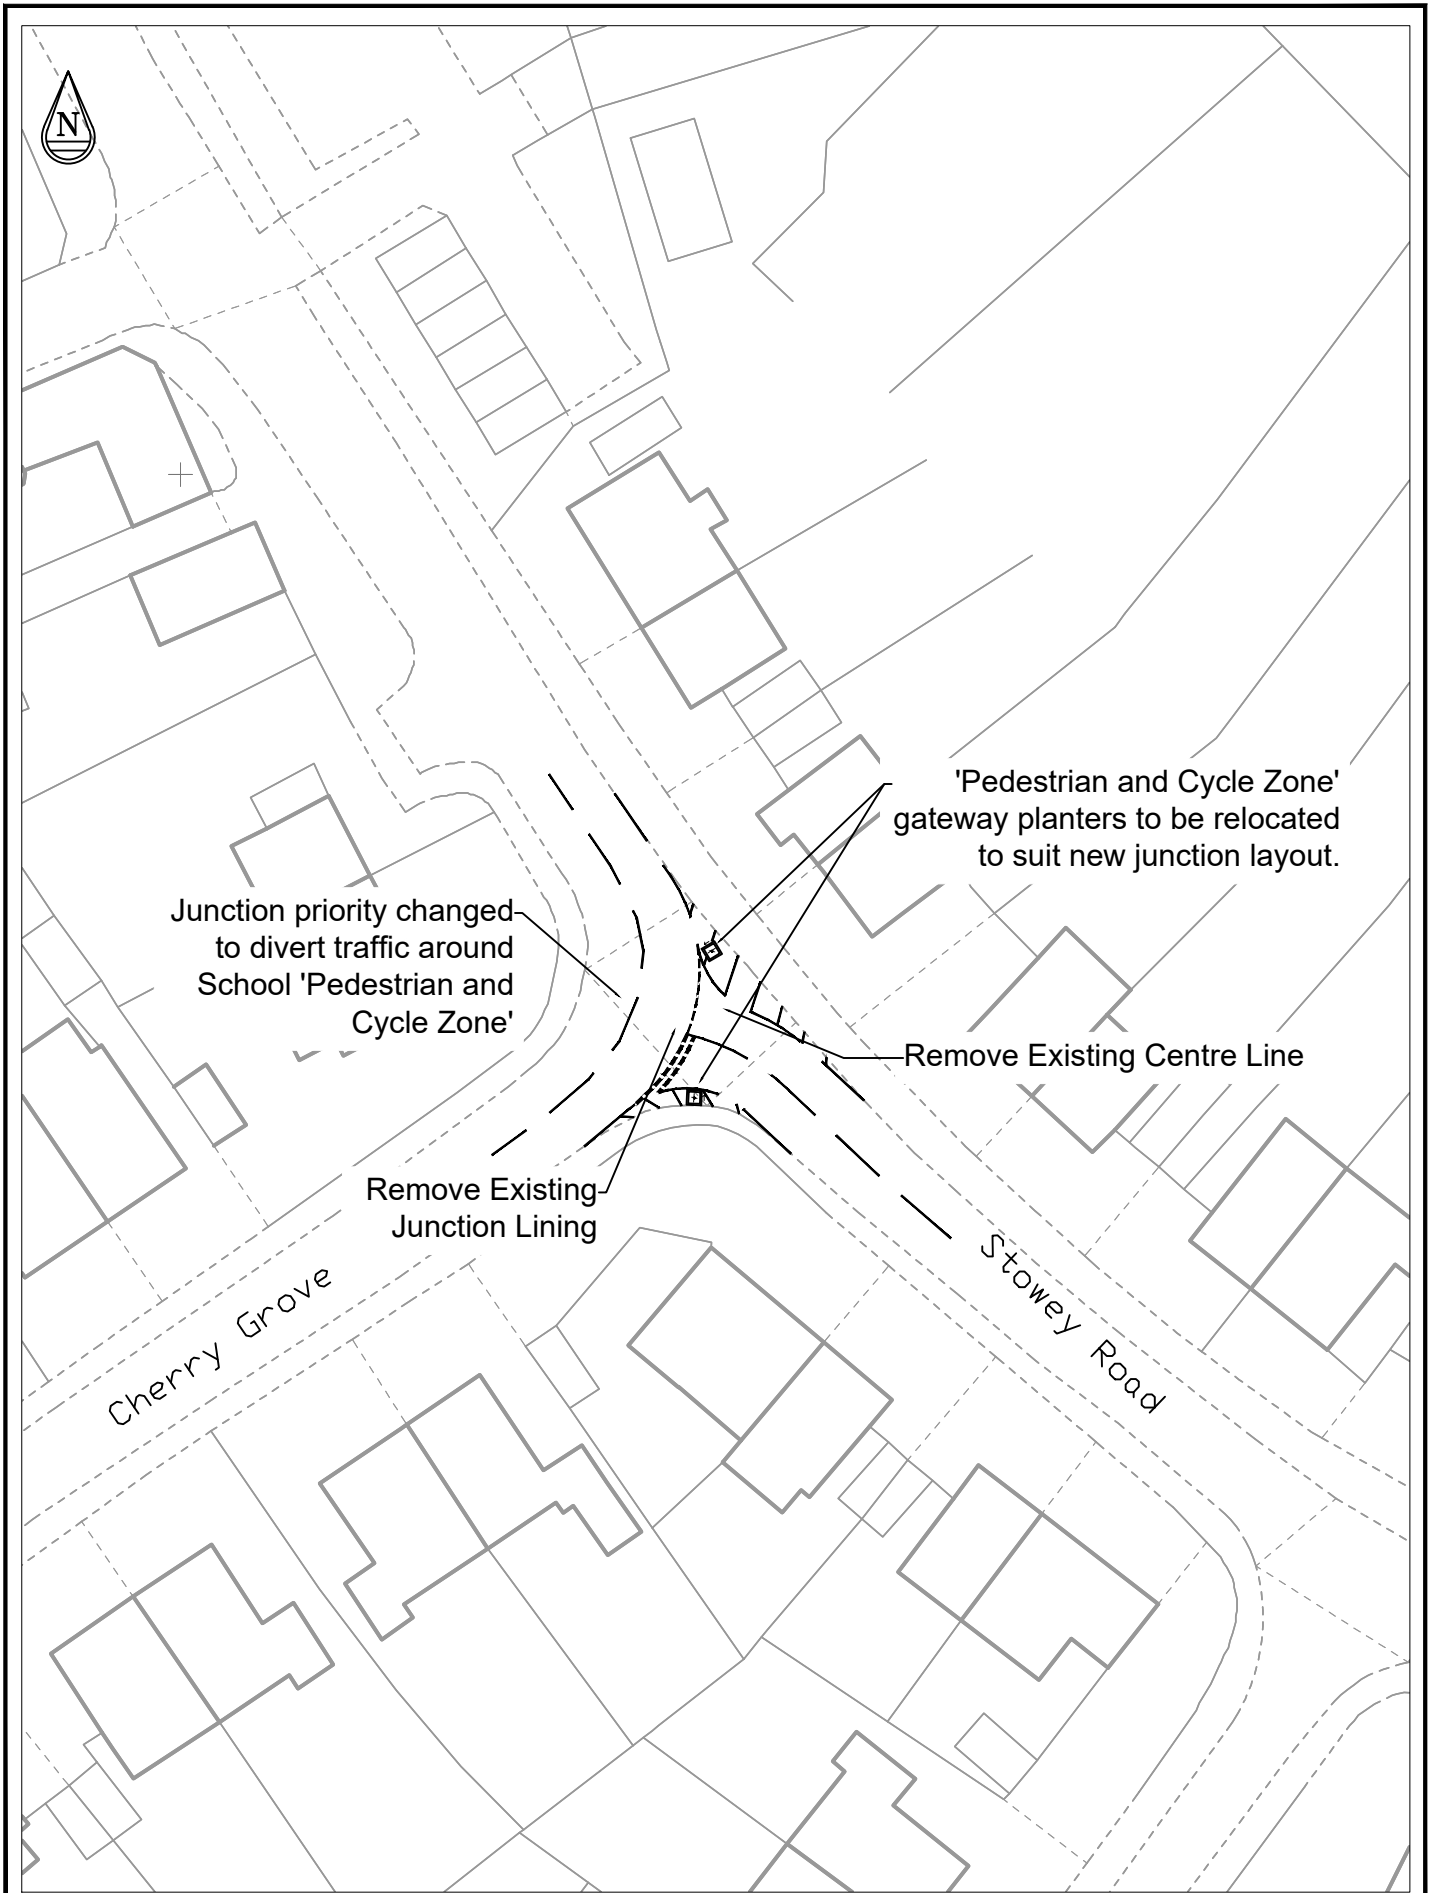 N
'Pedestrian and Cycle Zone'
gateway planters to be relocated
to suit new junction layout.
Junction priority changed
to divert traffic around
School 'Pedestrian and
Cycle Zone'
Remove Existing Centre Line
Remove Existing
Junction Lining
Cherry Grove
Stowey Road